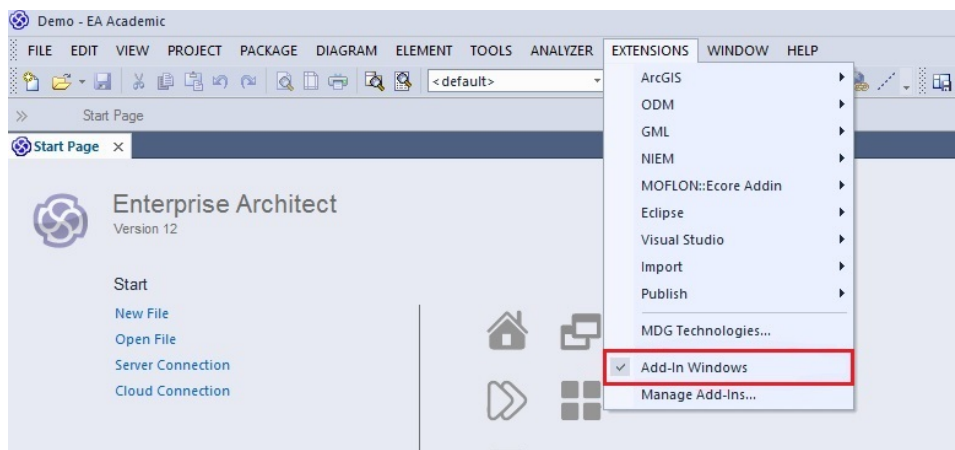 Demo - EA Academic
FILE EDIT VIEW PROJECT PACKAGE DIAGRAM ELEMENT TOOLS ANALYZER EXTENSIONS WINDOW HELP
<default>
Start Page
Start Page
ArcGIS
ODM
GML
NIEM
MOFLON::Ecore Addin
Eclipse
Visual Studio
Import
Publish
MDG Technologies...
Add-In Windows
Manage Add-Ins...
Enterprise Architect
Version 12
Start
New File
Open File
Server Connection
Cloud Connection